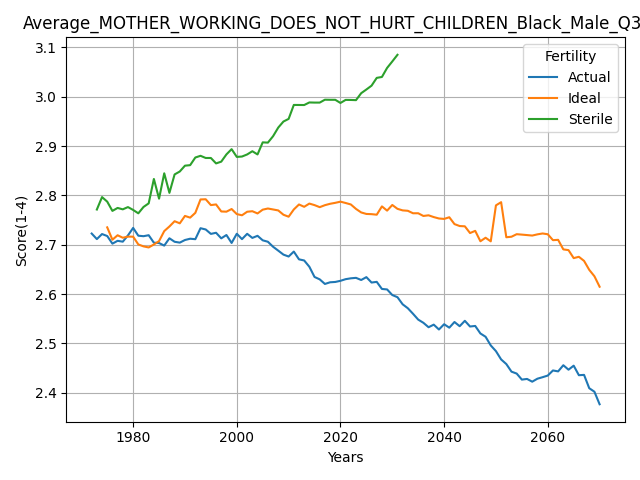 Average_MOTHER_WORKING_DOES_NOT_HURT_CHILDREN_Black_Male_Q3
Score(1-4)
3.1
3.0
2.9
2.8
2.7
2.6
2.5
2.4
Fertility
Actual
Ideal
Sterile
1980
2000
2020
2040
2060
Years